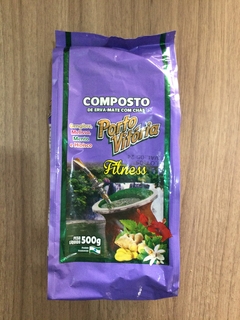 COMPOSTO
DE ERVA-MATE COM CHÁS
Gengibre,
Melissa,
Menta
e Hibisco
Porto
Vitória
Fitness
PESO
LÍQUIDO 500g